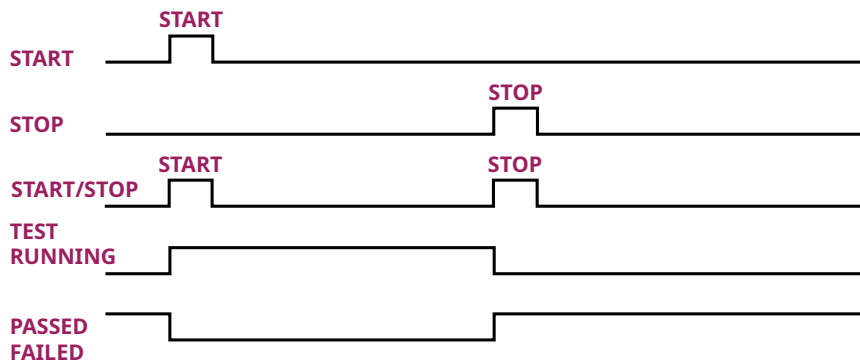 START
START
STOP
STOP
START
STOP
START/STOP
TEST
RUNNING
PASSED
FAILED